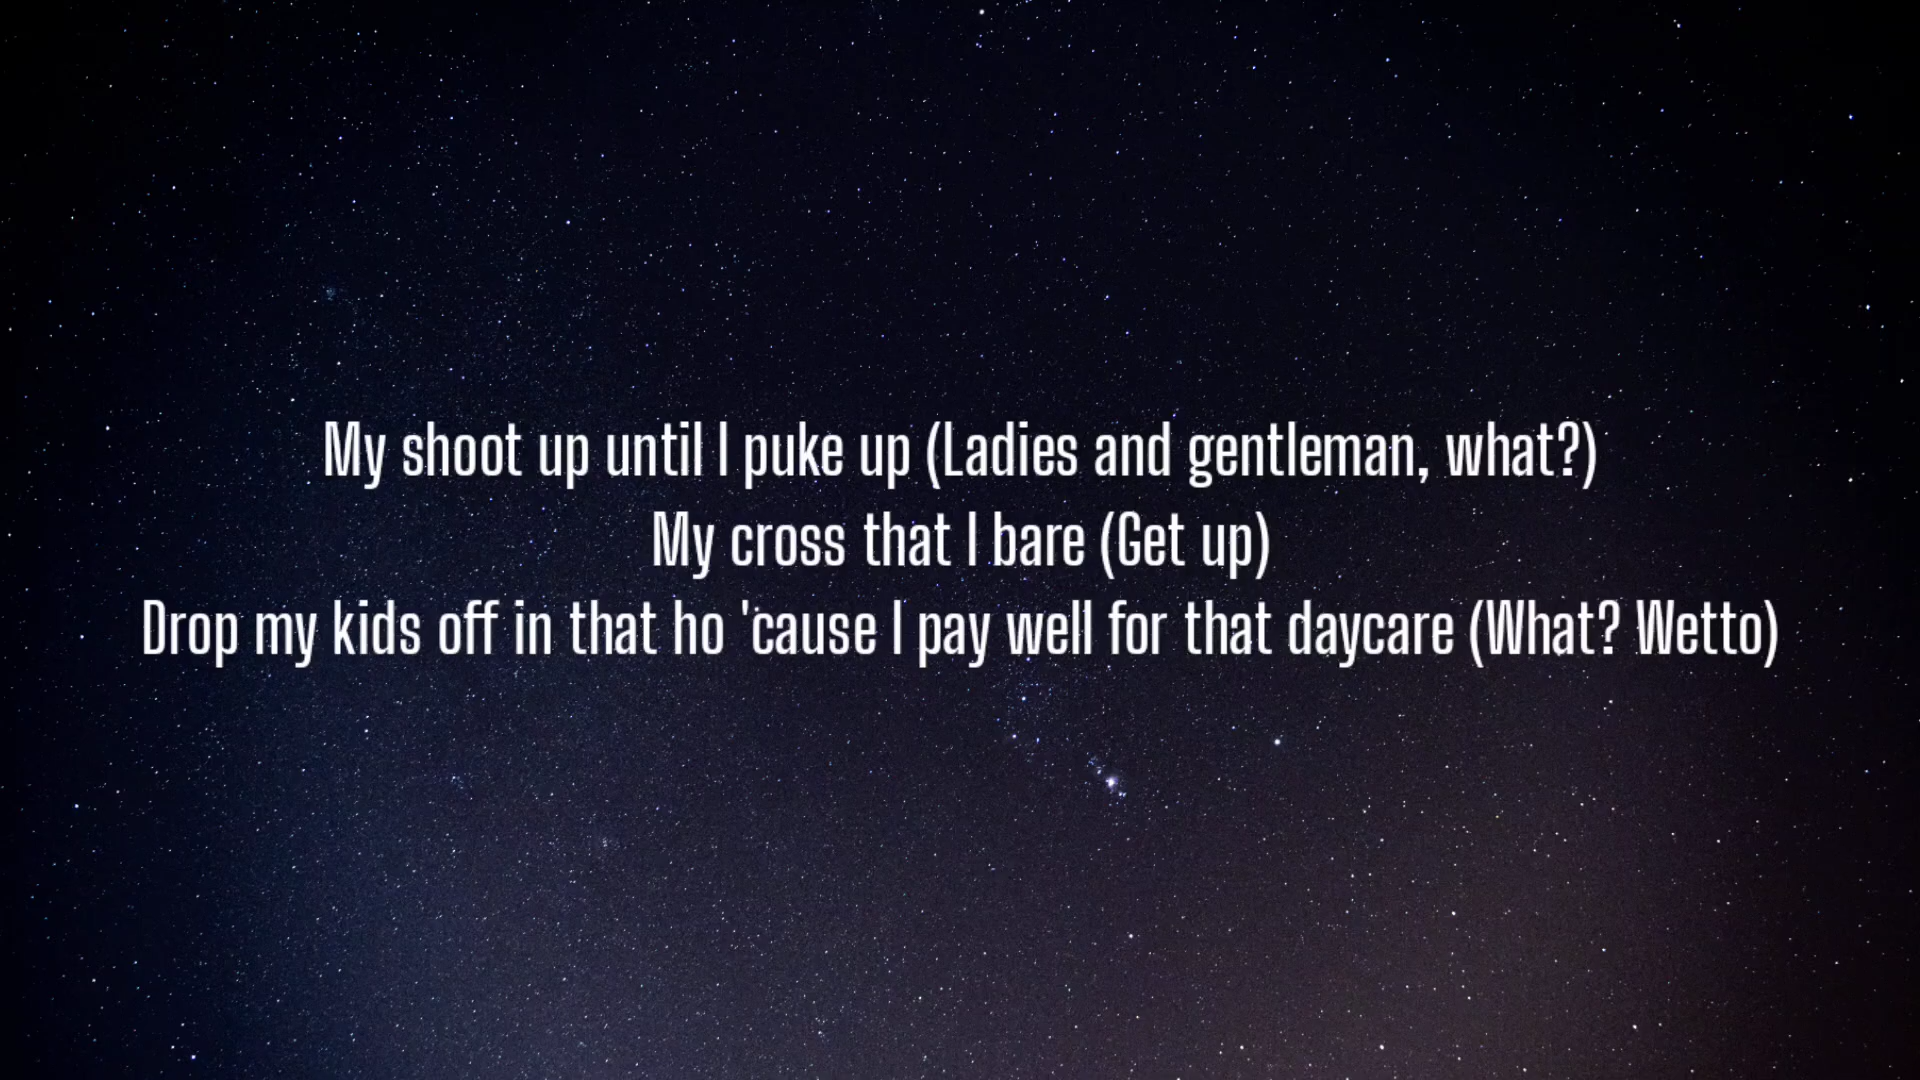 My shoot up until I puke up (Ladies and gentleman, what?)
My cross that I bare (Get up)
Drop my kids off in that ho 'cause I pay well for that daycare (What? Wetto)